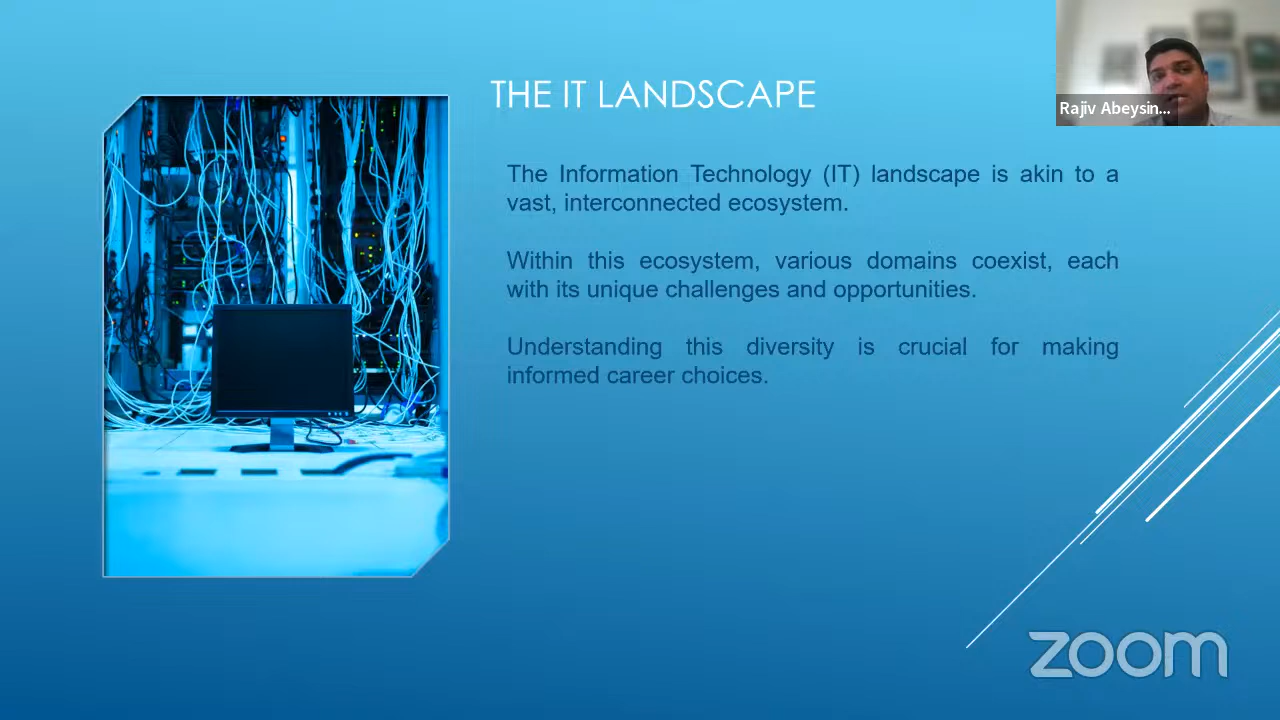 THE IT LANDSCAPE
Rajiv Abeysin...
The Information Technology (IT) landscape is akin to a
vast, interconnected ecosystem.
Within this ecosystem, various domains coexist, each
with its unique challenges and opportunities.
Understanding this diversity is crucial for making
informed career choices.
zoom